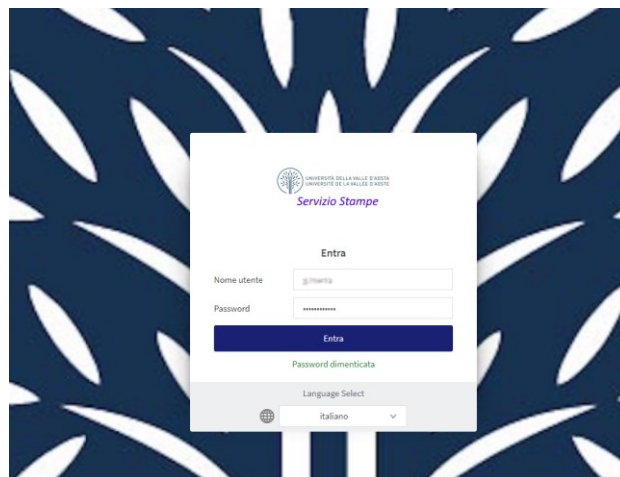 UNIVERSITÀ DELLA VALLE D'AOSTA
UNIVERSITÉ DE LA VALLÉE D'AOSTE
Servizio Stampe
Entra
Nome utente
Password
Entra
Password dimenticata
Language Select
italiano